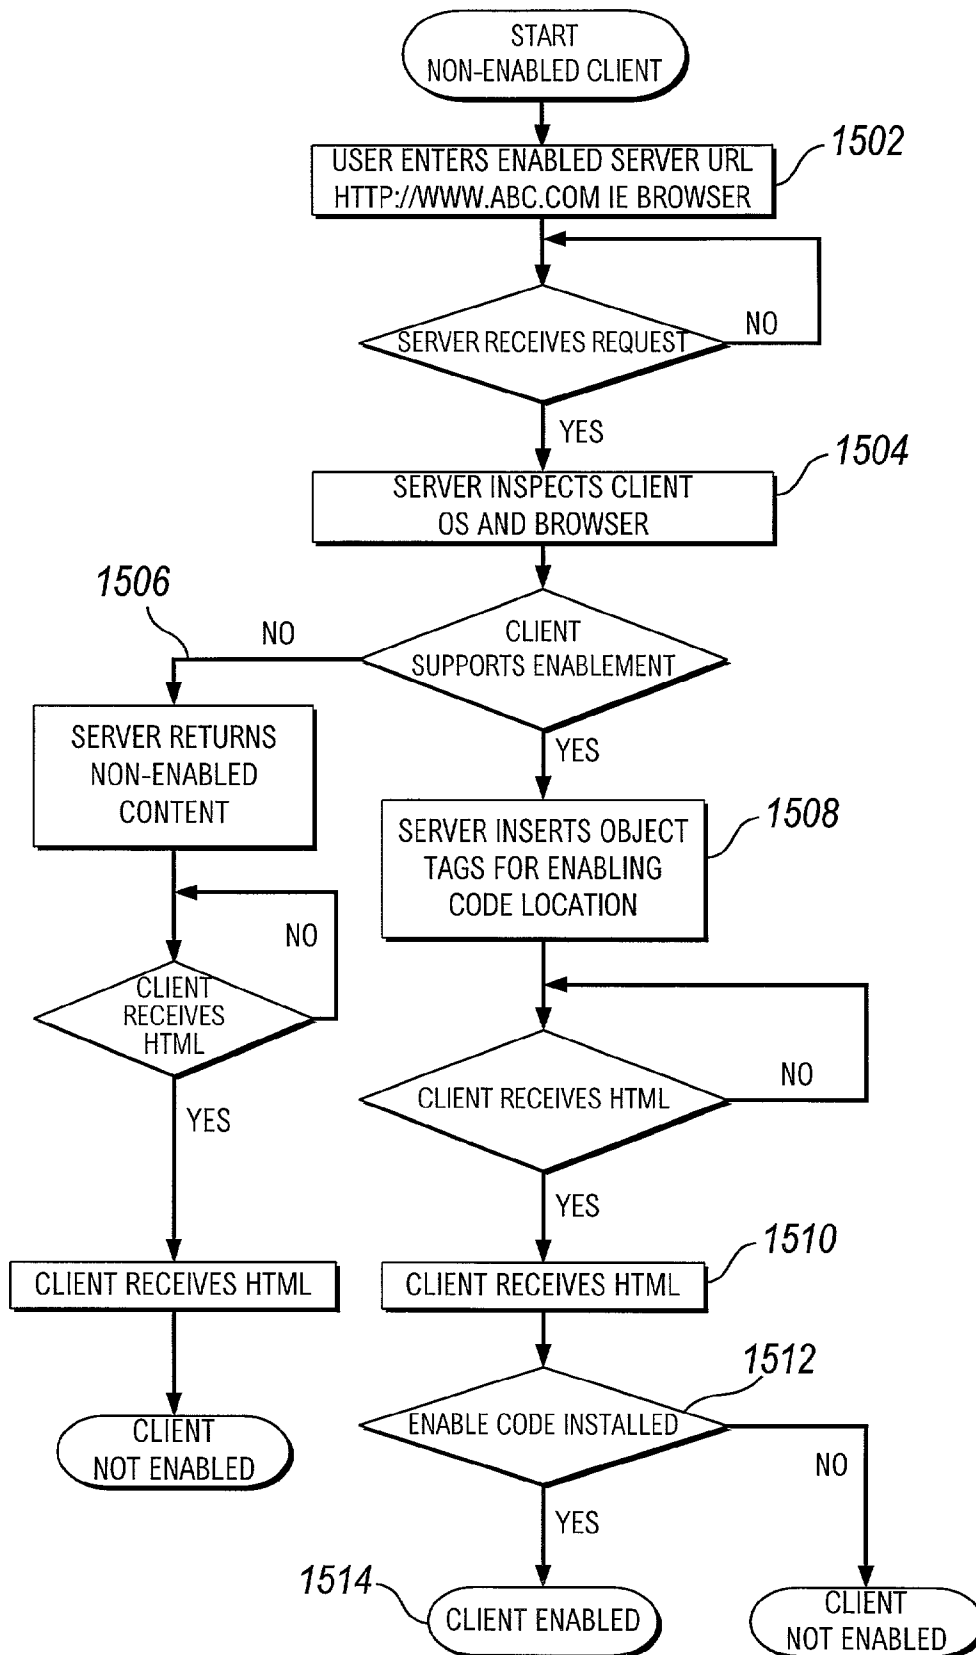 START
NON-ENABLED CLIENT
1502
USER ENTERS ENABLED SERVER URL
HTTP://WWW.ABC.COM IE BROWSER
SERVER RECEIVES REQUEST
NO
YES
1504
SERVER INSPECTS CLIENT
OS AND BROWSER
1506
NO
CLIENT
SUPPORTS ENABLEMENT
YES
SERVER RETURNS
NON-ENABLED
CONTENT
1508
SERVER INSERTS OBJECT
TAGS FOR ENABLING
CODE LOCATION
NO
CLIENT
RECEIVES
HTML
YES
CLIENT RECEIVES HTML
NO
YES
CLIENT RECEIVES HTML
1510
CLIENT RECEIVES HTML
1512
ENABLE CODE INSTALLED
NO
YES
CLIENT
NOT ENABLED
1514
CLIENT ENABLED
CLIENT
NOT ENABLED